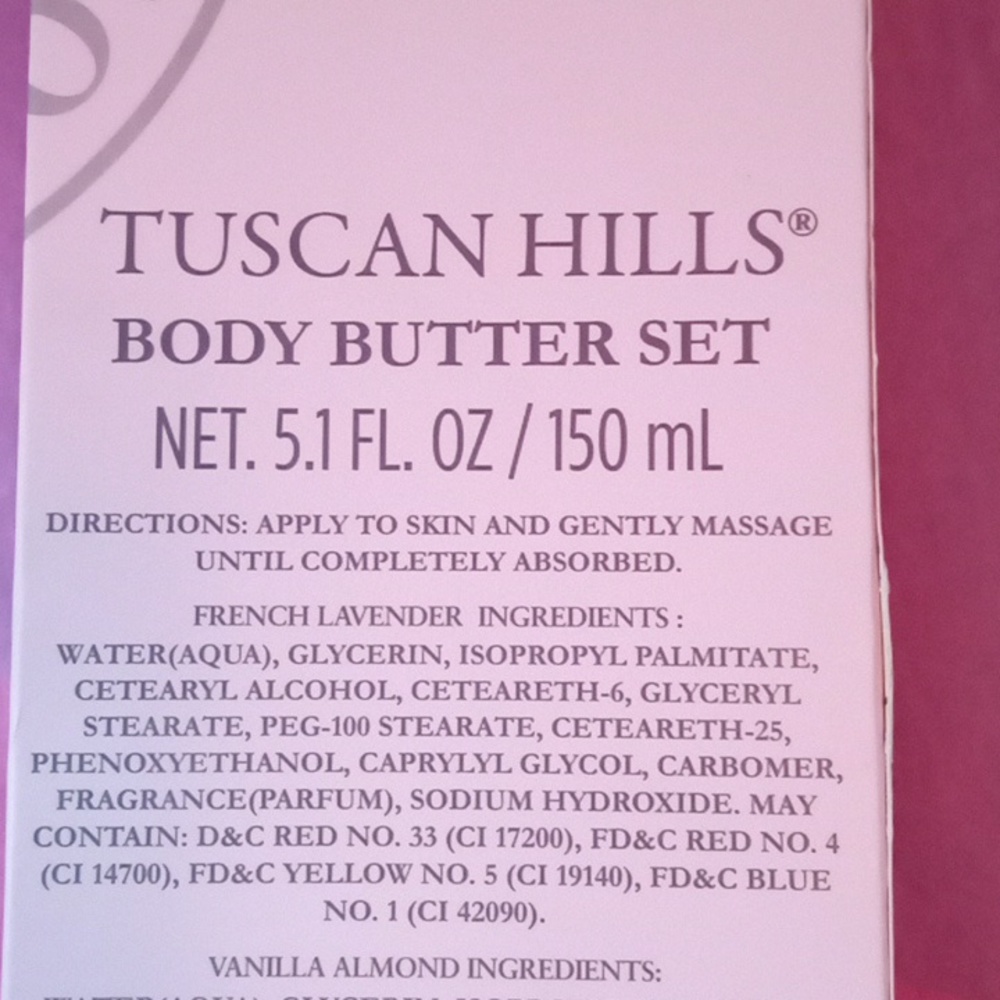 TUSCAN HILLS®
BODY BUTTER SET
NET. 5.1 FL. OZ / 150 mL
DIRECTIONS: APPLY TO SKIN AND GENTLY MASSAGE
UNTIL COMPLETELY ABSORBED.
FRENCH LAVENDER INGREDIENTS :
WATER(AQUA), GLYCERIN, ISOPROPYL PALMITATE,
CETEARYL ALCOHOL, CETEARETH-6, GLYCERYL
STEARATE, PEG-100 STEARATE, CETEARETH-25,
PHENOXYETHANOL, CAPRYLYL GLYCOL, CARBOMER,
FRAGRANCE(PARFUM), SODIUM HYDROXIDE. MAY
CONTAIN: D&C RED NO. 33 (CI 17200), FD&C RED NO. 4
(CI 14700), FD&C YELLOW NO. 5 (CI 19140), FD&C BLUE
NO. 1 (CI 42090).
VANILLA ALMOND INGREDIENTS: